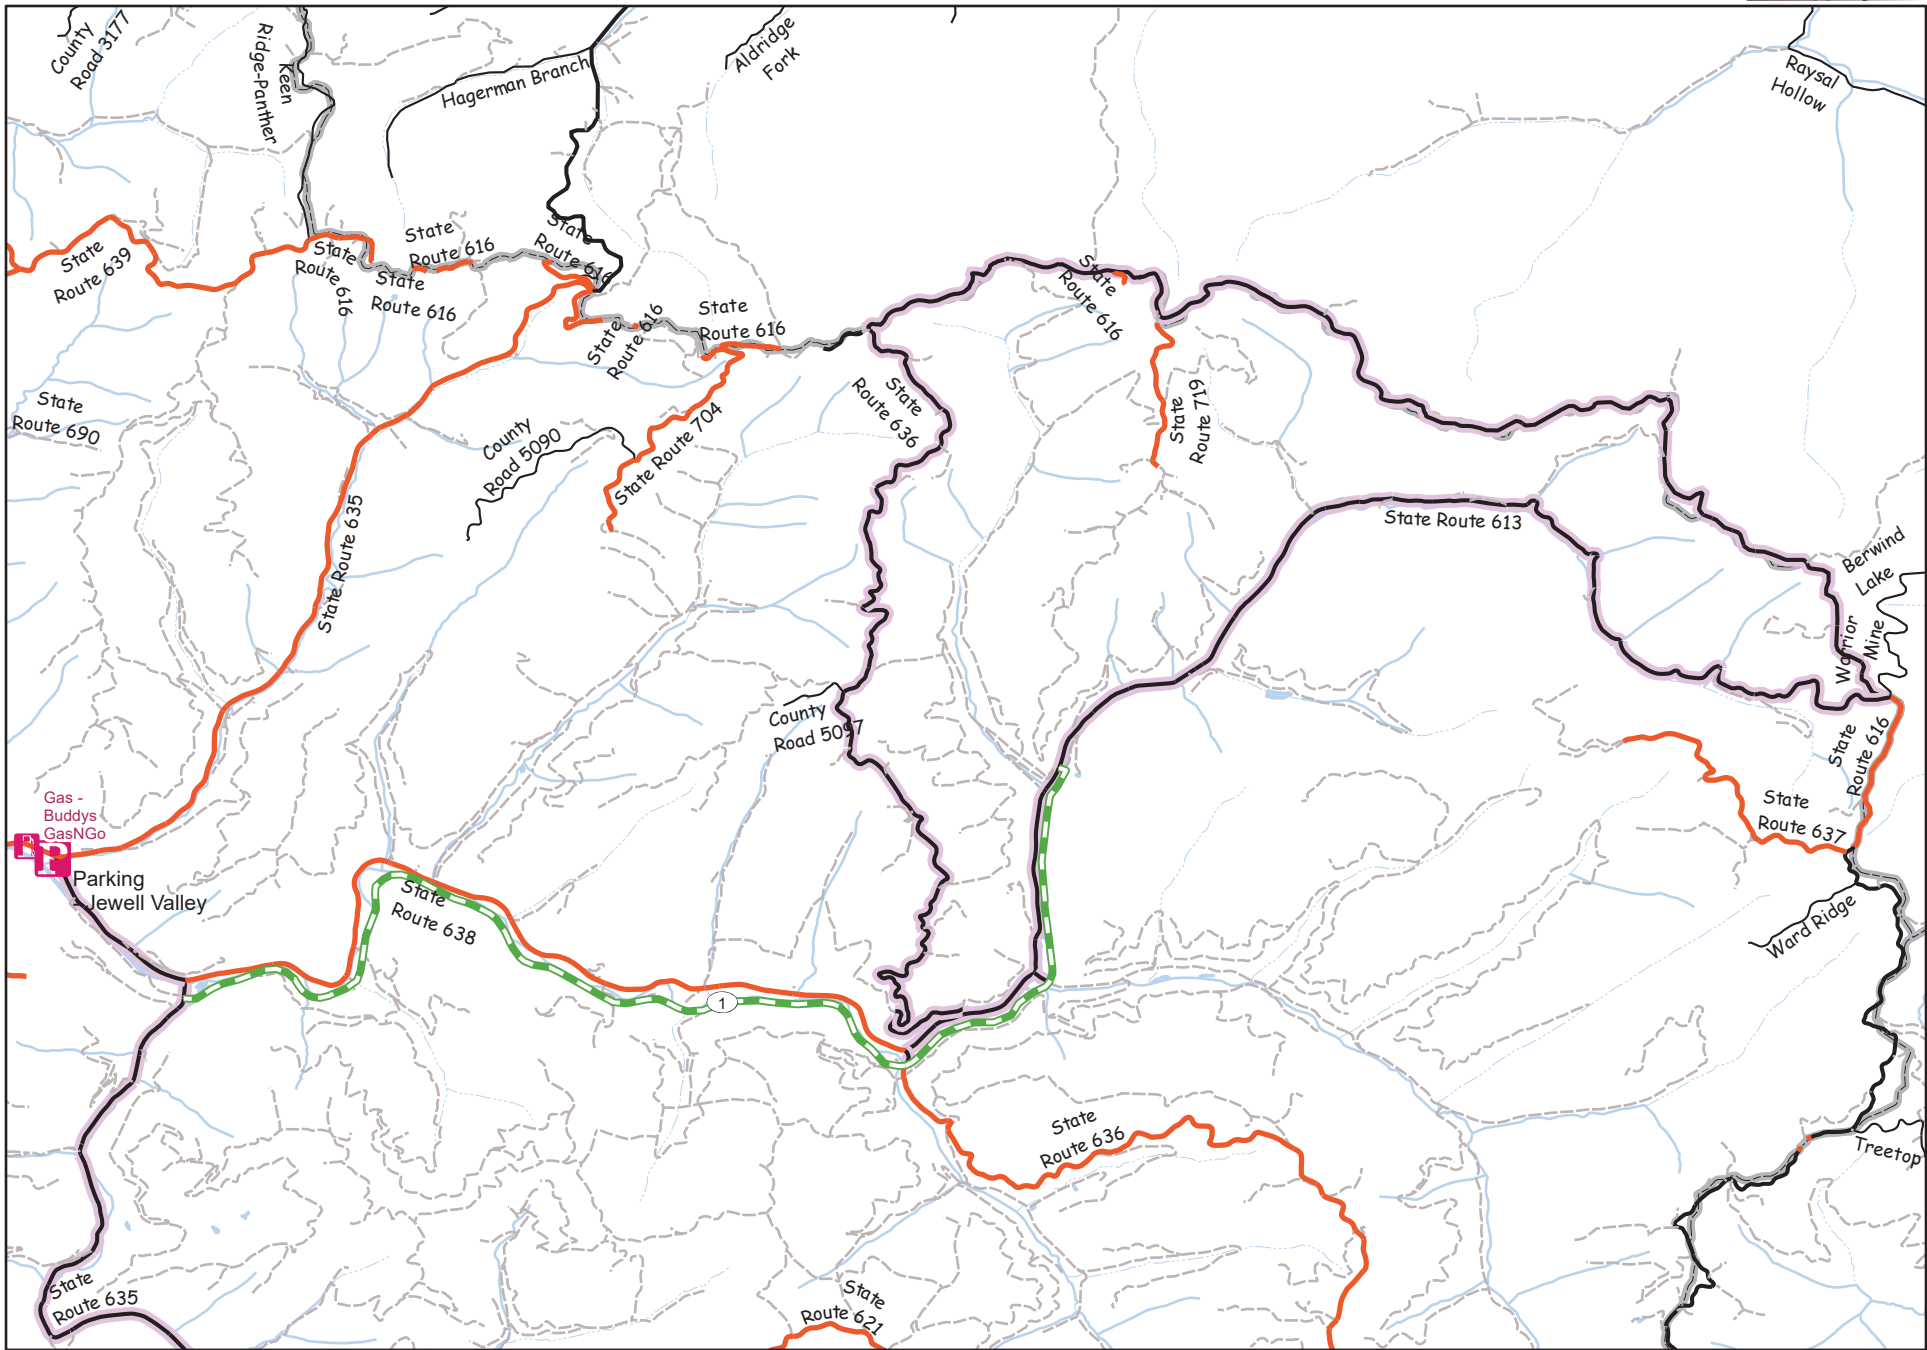 County
Road 3177
Keen
Ridge-Panther
Hagerman Branch
Aldridge
Fork
Raysal
Hollow
State
Route 639
State
Route 616
State
Route 616
State
Route 616
State
Route 616
State
Route 616
State
Route 616
State
Route 616
State
Route 690
County
Road 5090
State Route 704
State
Route 636
State
Route 719
State Route 613
State Route 635
Berwind
Lake
Warrior
Mine
County
Road 5097
State
Route 616
State
Route 637
Gas -
Buddys
GasNGo
P
Parking
- Jewell Valley
State
Route 638
1
Ward Ridge
State
Route 636
Treetop
State
Route 635
State
Route 621